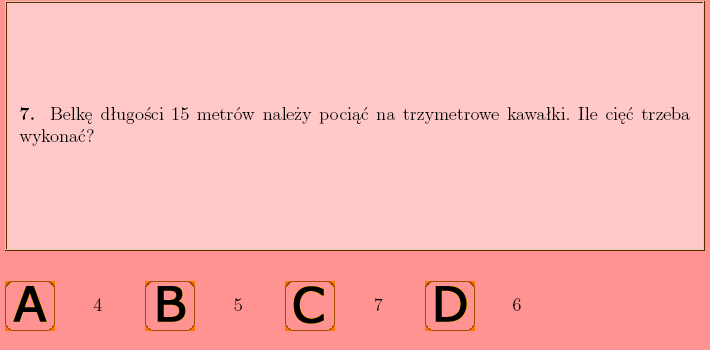 7. Belkę długości 15 metrów należy pociąć na trzymetrowe kawałki. Ile cięć trzeba
wykonać?
A 4 B 5 C 7 D 6